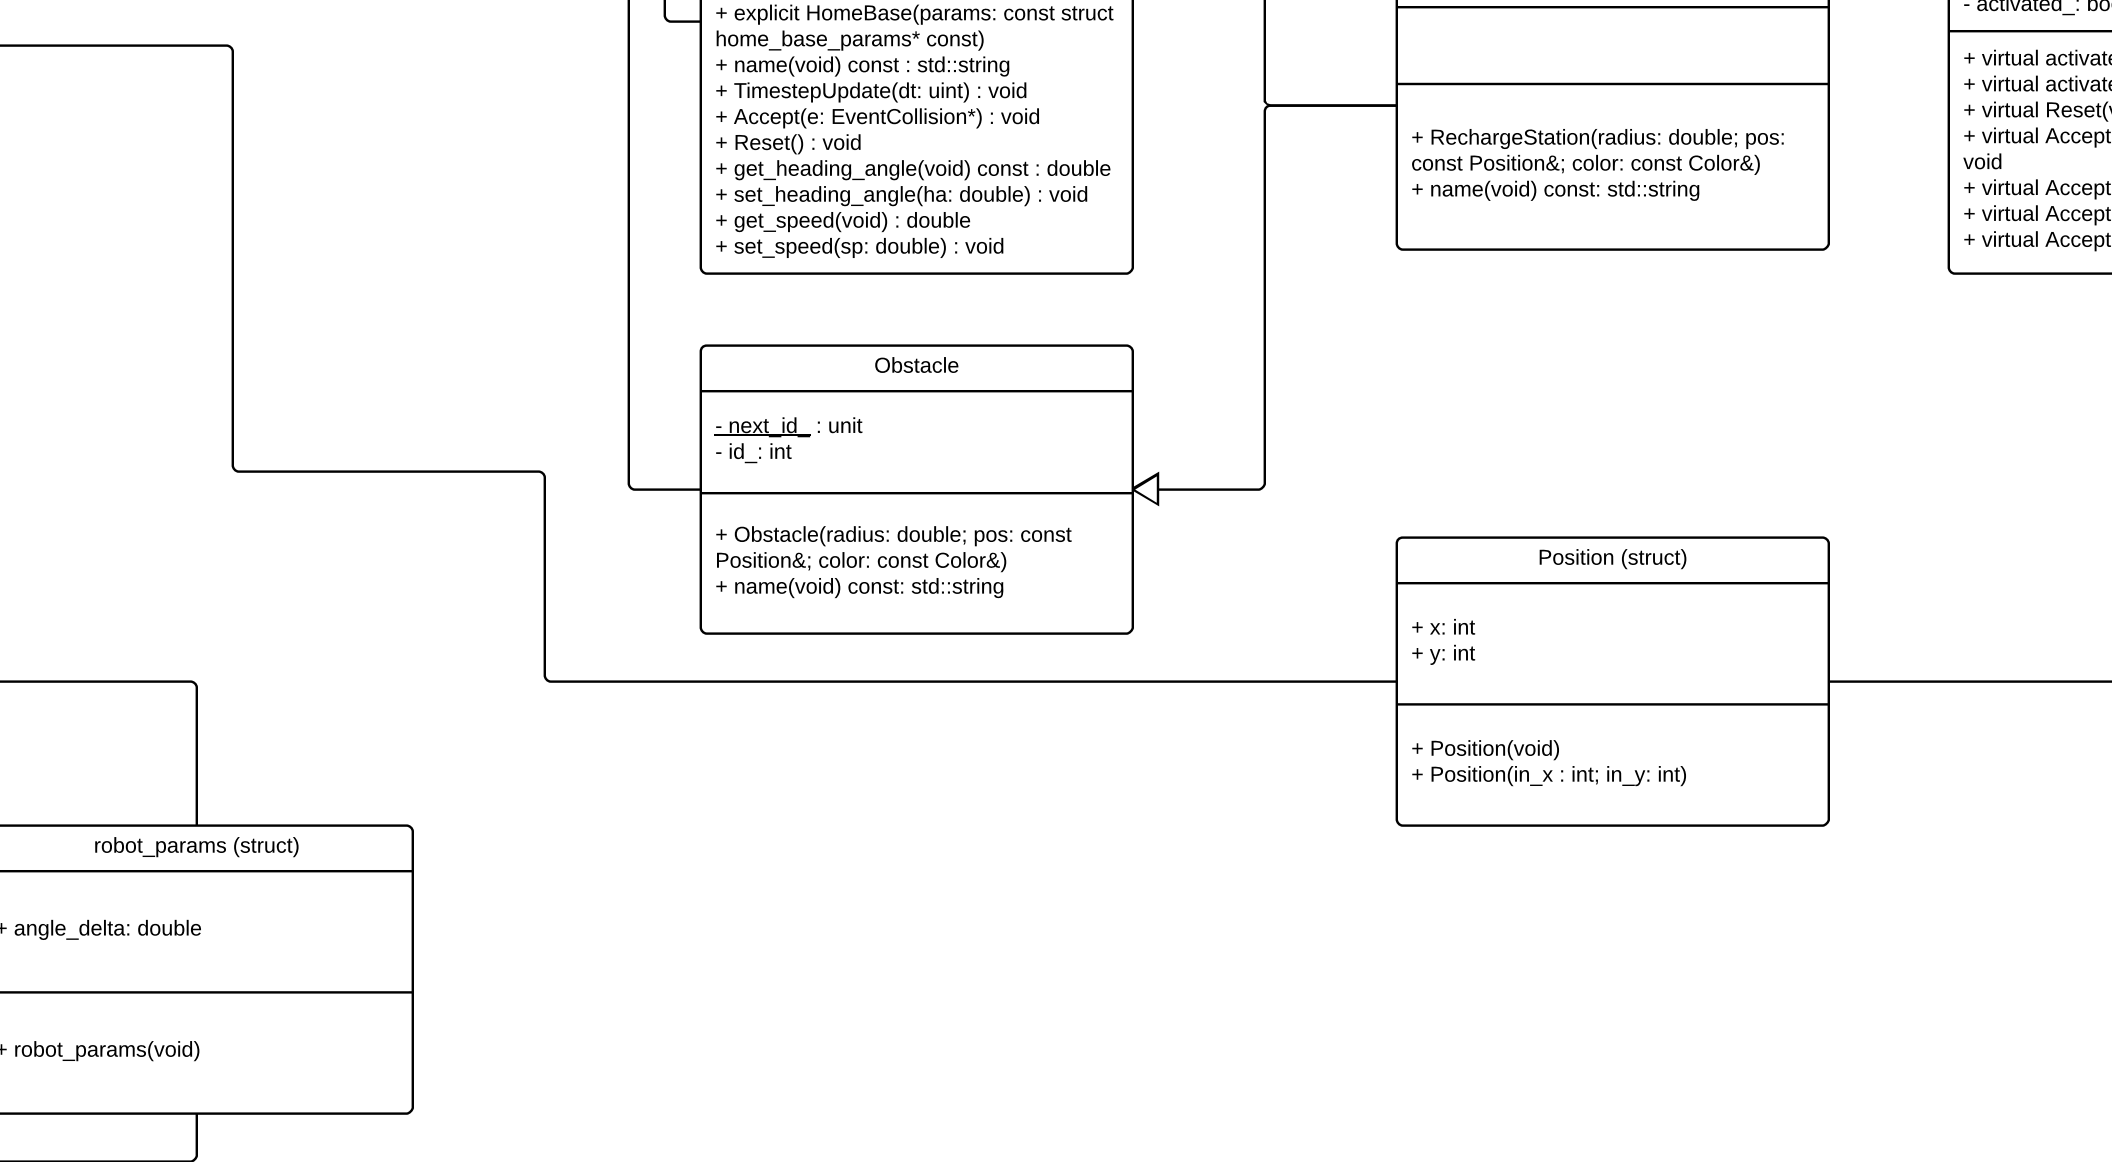 + explicit HomeBase(params: const struct
home_base_params* const)
+ name(void) const : std::string
+ TimestepUpdate(dt: uint) : void
+ Accept(e: EventCollision*) : void
+ Reset() : void
+ get_heading_angle(void) const : double
+ set_heading_angle(ha: double) : void
+ get_speed(void) : double
+ set_speed(sp: double) : void
+ RechargeStation(radius: double; pos:
const Position&; color: const Color&)
+ name(void) const: std::string
- activated_: bo
+ virtual activate
+ virtual activate
+ virtual Reset(v
+ virtual Accept
void
+ virtual Accept
+ virtual Accept
+ virtual Accept
Obstacle
- next_id_ : unit
- id_: int
+ Obstacle(radius: double; pos: const
Position&; color: const Color&)
+ name(void) const: std::string
Position (struct)
+ x: int
+ y: int
+ Position(void)
+ Position(in_x : int; in_y: int)
robot_params (struct)
+ angle_delta: double
+ robot_params(void)